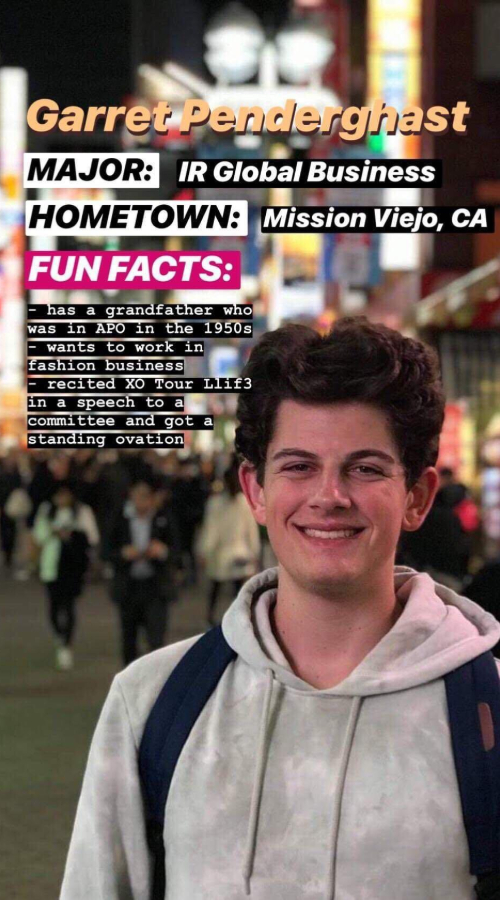 Garret Penderghast
MAJOR: IR Global Business
HOMETOWN: Mission Viejo, CA
FUN FACTS:
- has a grandfather who
was in APO in the 1950s
- wants to work in
fashion business
- recited XO Tour Llif3
in a speech to a
committee and got a
standing ovation